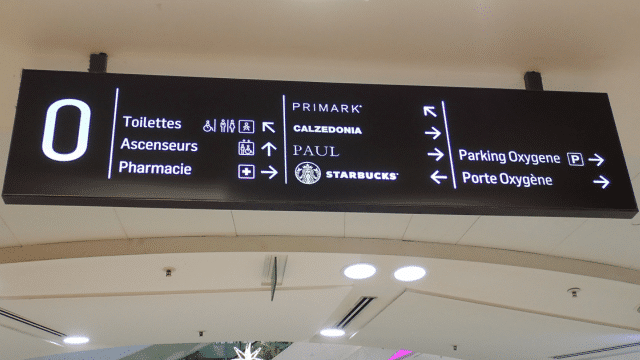 0
Toilettes
Ascenseurs
Pharmacie
PRIMARK
CALZEDONIA
PAUL
STARBUCKS
Parking Oxygene P
Porte Oxygène